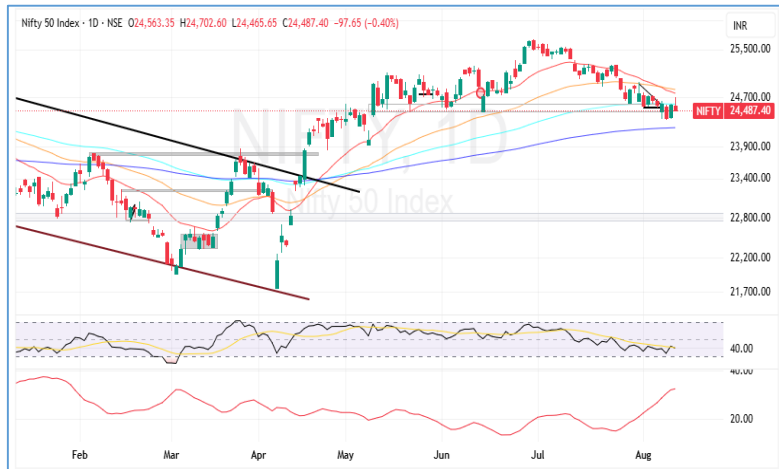 Nifty 50 Index · 1D · NSE O24,563.35 H24,702.60 L24,465.65 C24,487.40 -97.65 (-0.40%)
INR
25,500.00
24,700.00
NIFTY 24,487.40
23,900.00
23,400.00
22,800.00
22,200.00
21,700.00
NIFTY, 1D
Nifty 50 Index
40.00
40.00
20.00
Feb Mar Apr May Jun Jul Aug